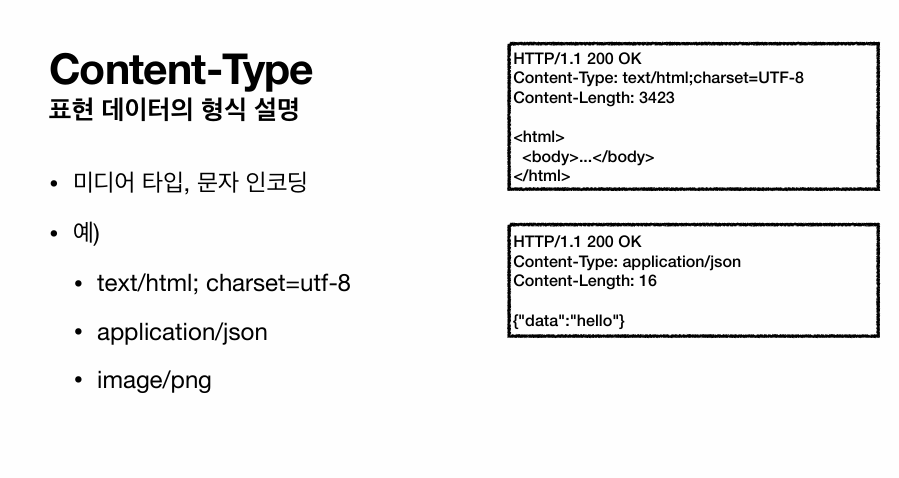 Content-Type
표현 데이터의 형식 설명
• 미디어 타입, 문자 인코딩
• 예)
• text/html; charset=utf-8
• application/json
• image/png
HTTP/1.1 200 OK
Content-Type: text/html;charset=UTF-8
Content-Length: 3423

<html>
  <body>...</body>
</html>
HTTP/1.1 200 OK
Content-Type: application/json
Content-Length: 16

{"data":"hello"}